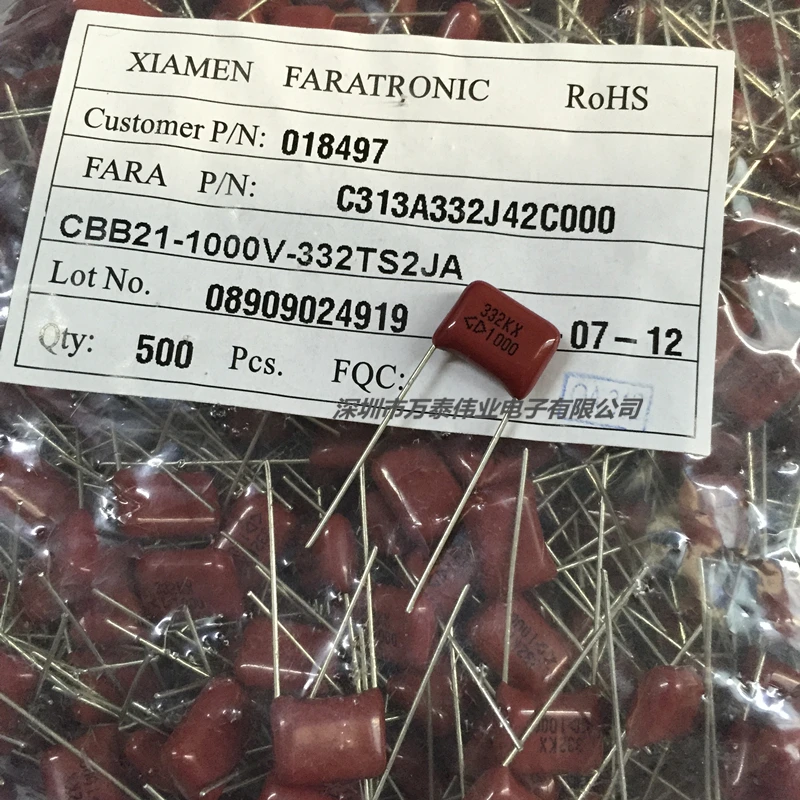 XIAMEN FARATRONIC RoHS
Customer P/N: 018497
FARA P/N: C313A332J42C000
CBB21-1000V-332TS2JA
Lot No. 08909024919 07-12
Qty: 500 Pcs. FQC:
332KX
1000
深圳市万泰伟业电子有限公司
332KX